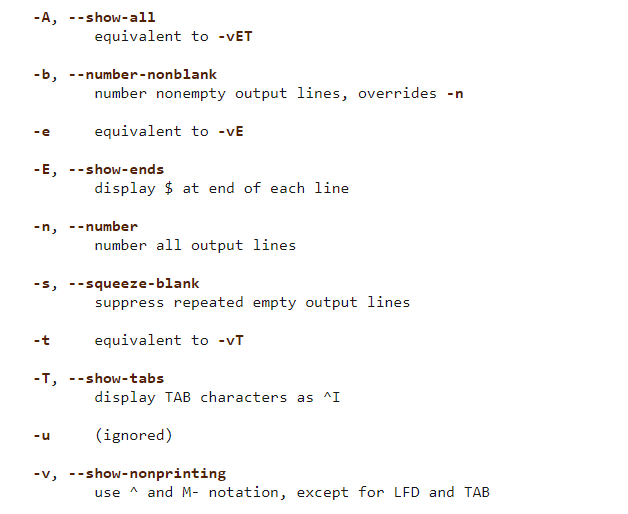 -A, --show-all
equivalent to -vET
-b, --number-nonblank
number nonempty output lines, overrides -n
-e equivalent to -vE
-E, --show-ends
display $ at end of each line
-n, --number
number all output lines
-s, --squeeze-blank
suppress repeated empty output lines
-t equivalent to -vT
-T, --show-tabs
display TAB characters as ^I
-u (ignored)
-v, --show-nonprinting
use ^ and M- notation, except for LFD and TAB